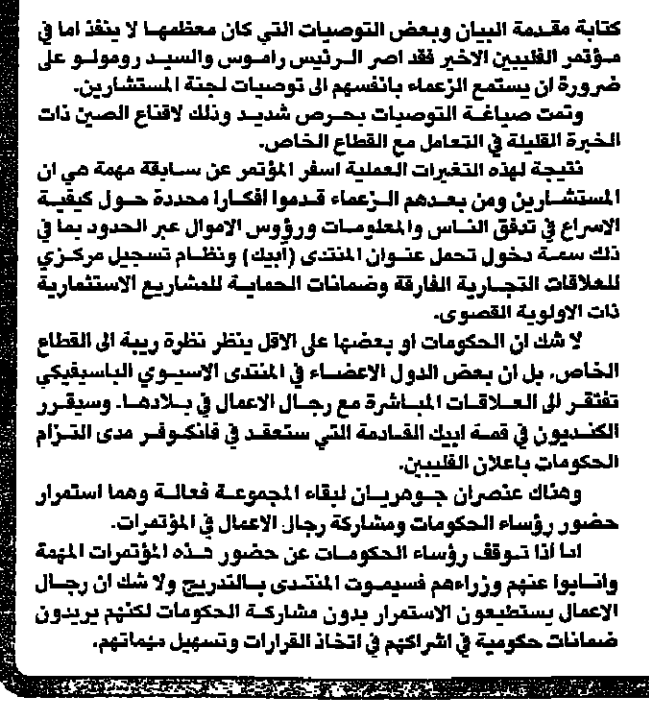 كتابة مقدمة البيان وبعض التوصيات التي كان معظمها لا ينفذ اما في
مؤتمر الفليبين الاخير فقد اصر الرئيس راموس والسيد رومولو على
ضرورة ان يستمع الزعماء بانفسهم الى توصيات لجنة المستشارين.
وتمت صياغة التوصيات بحرص شديد وذلك لاقناع الصين ذات
الخبرة القليلة في التعامل مع القطاع الخاص.
نتيجة لهذه التغيرات العملية اسفر المؤتمر عن سابقة مهمة هي ان
المستشارين ومن بعدهم الزعماء قدموا افكارا محددة حول كيفية
الاسراع في تدفق الناس والمعلومات ورؤوس الاموال عبر الحدود بما في
ذلك سمة دخول تحمل عنوان المنتدى (آبيك) ونظام تسجيل مركزي
للعلاقات التجارية الفارقة وضمانات الحماية للمشاريع الاستثمارية
ذات الاولوية القصوى.
لا شك ان الحكومات او بعضها على الاقل ينظر نظرة ريبة الى القطاع
الخاص، بل ان بعض الدول الاعضاء في المنتدى الاسيوي الباسيفيكي
تفتقر الى العلاقات المباشرة مع رجال الاعمال في بلادها. وسيقرر
الكنديون في قمة ابيك القادمة التي ستعقد في فانكوفر مدى التزام
الحكومات باعلان الفليبين.
وهناك عنصران جوهريان لبقاء المجموعة فعالة وهما استمرار
حضور رؤساء الحكومات ومشاركة رجال الاعمال في المؤتمرات.
اما اذا توقف رؤساء الحكومات عن حضور هذه المؤتمرات المهمة
وانابوا عنهم وزراءهم فسيموت المنتدى بالتدريج ولا شك ان رجال
الاعمال يستطيعون الاستمرار بدون مشاركة الحكومات لكنهم يريدون
ضمانات حكومية في اشراكهم في اتخاذ القرارات وتسهيل مهماتهم.